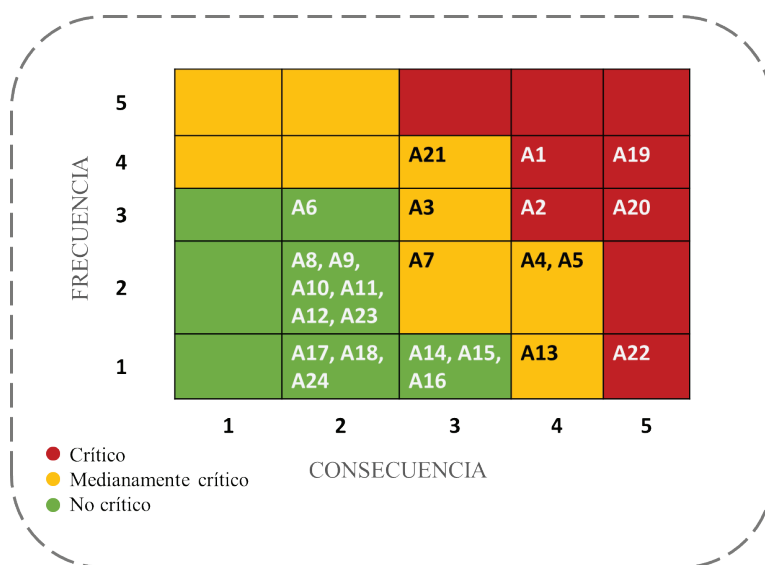 5
4
A21
A1
A19
3
A6
A3
A2
A20
FRECUENCIA
2
A8, A9,
A10, A11,
A12, A23
A7
A4, A5
1
A17, A18,
A24
A14, A15,
A16
A13
A22
1
2
3
4
5
CONSECUENCIA
Crítico
Medianamente crítico
No crítico